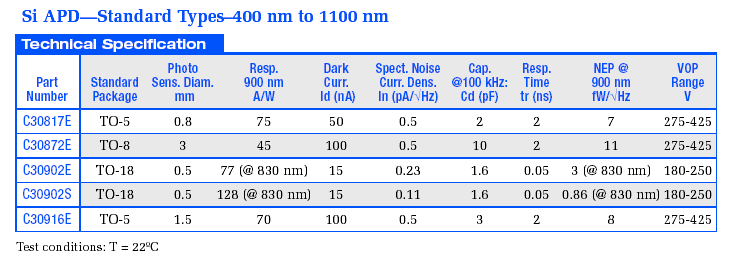 Si APD—Standard Types–400 nm to 1100 nm
Technical Specification
Part Number Standard Package Photo Sens. Diam. mm Resp. 900 nm A/W Dark Curr. Id (nA) Spect. Noise Curr. Dens. In (pA/√Hz) Cap. @100 kHz: Cd (pF) Resp. Time tr (ns) NEP @ 900 nm fW/√Hz VOP Range V
C30817E TO-5 0.8 75 50 0.5 2 2 7 275-425
C30872E TO-8 3 45 100 0.5 10 2 11 275-425
C30902E TO-18 0.5 77 (@ 830 nm) 15 0.23 1.6 0.05 3 (@ 830 nm) 180-250
C30902S TO-18 0.5 128 (@ 830 nm) 15 0.11 1.6 0.05 0.86 (@ 830 nm) 180-250
C30916E TO-5 1.5 70 100 0.5 3 2 8 275-425
Test conditions: T = 22ºC